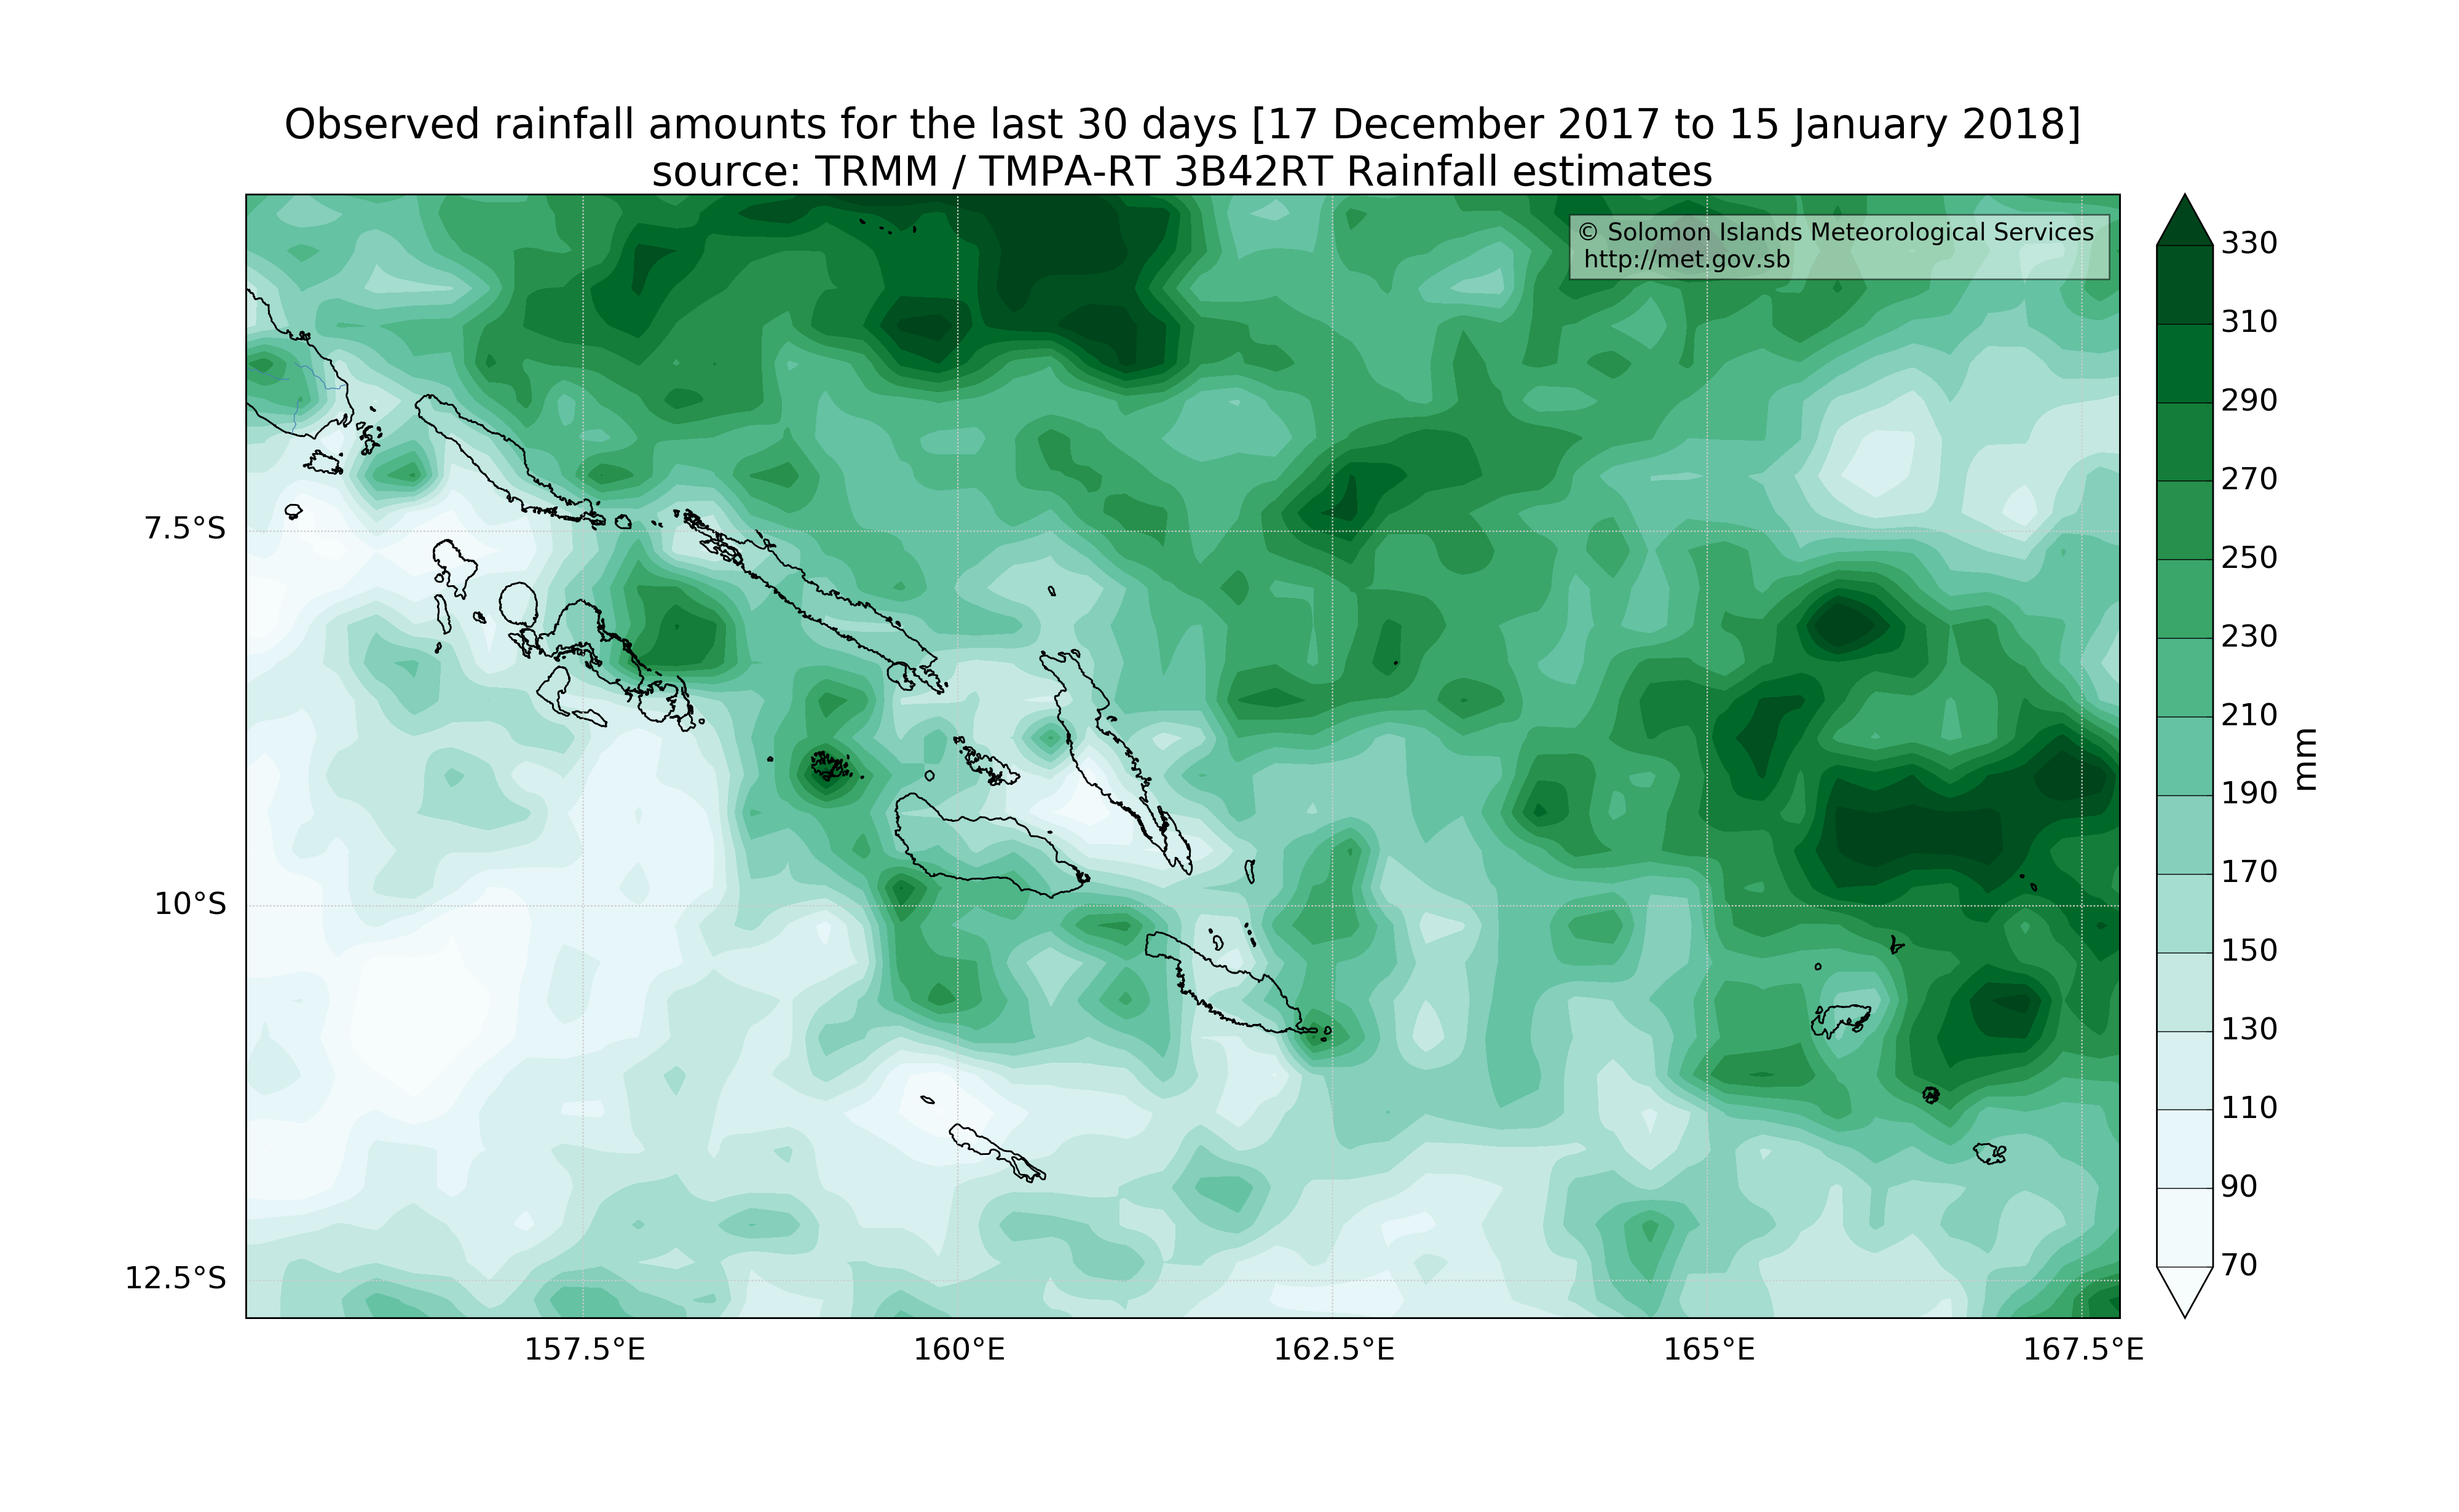 Observed rainfall amounts for the last 30 days [17 December 2017 to 15 January 2018]
source: TRMM / TMPA-RT 3B42RT Rainfall estimates
© Solomon Islands Meteorological Services
http://met.gov.sb
330
310
290
270
250
230
210
190
170
150
130
110
90
70
mm
7.5°S
10°S
12.5°S
157.5°E
160°E
162.5°E
165°E
167.5°E